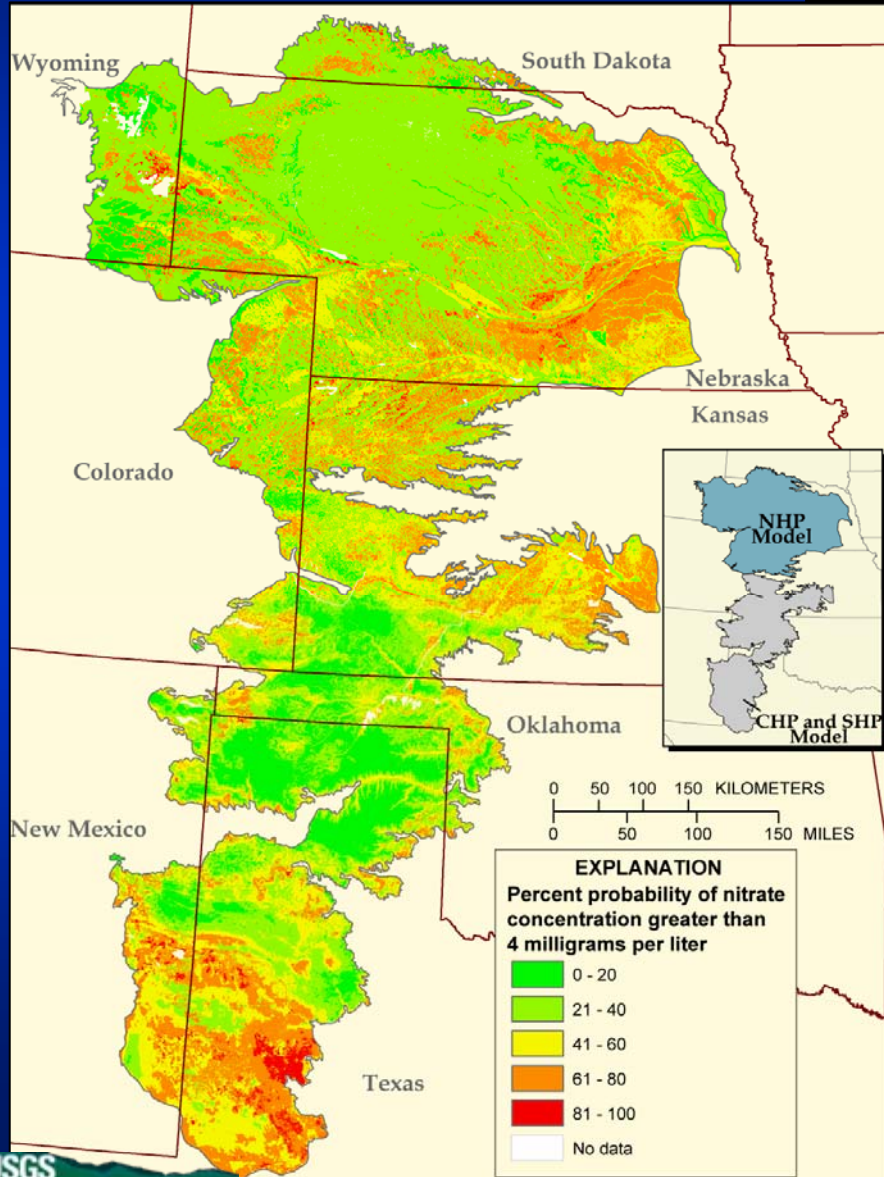 Wyoming
South Dakota
Nebraska
Kansas
Colorado
NHP
Model
CHP and SHP
Model
Oklahoma
New Mexico
Texas
0 50 100 150 KILOMETERS
0 50 100 150 MILES
EXPLANATION
Percent probability of nitrate
concentration greater than
4 milligrams per liter
0 - 20
21 - 40
41 - 60
61 - 80
81 - 100
No data